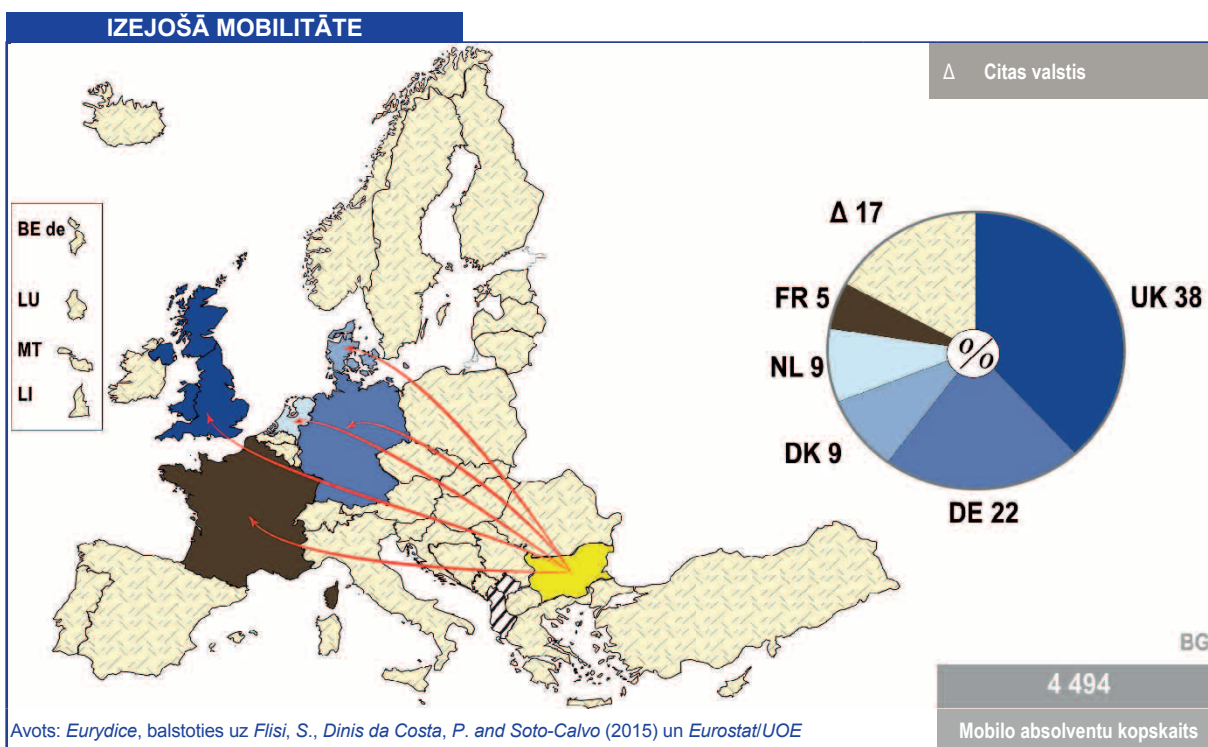 IZEJOŠĀ MOBILITĀTE
Δ Citas valstis
BE de
LU
MT
LI
Δ 17
FR 5
UK 38
%
NL 9
DK 9
DE 22
BG
4 494
Mobilo absolventu kopskaits
Avots: Eurydice, balstoties uz Flisi, S., Dinis da Costa, P. and Soto-Calvo (2015) un Eurostat/UOE